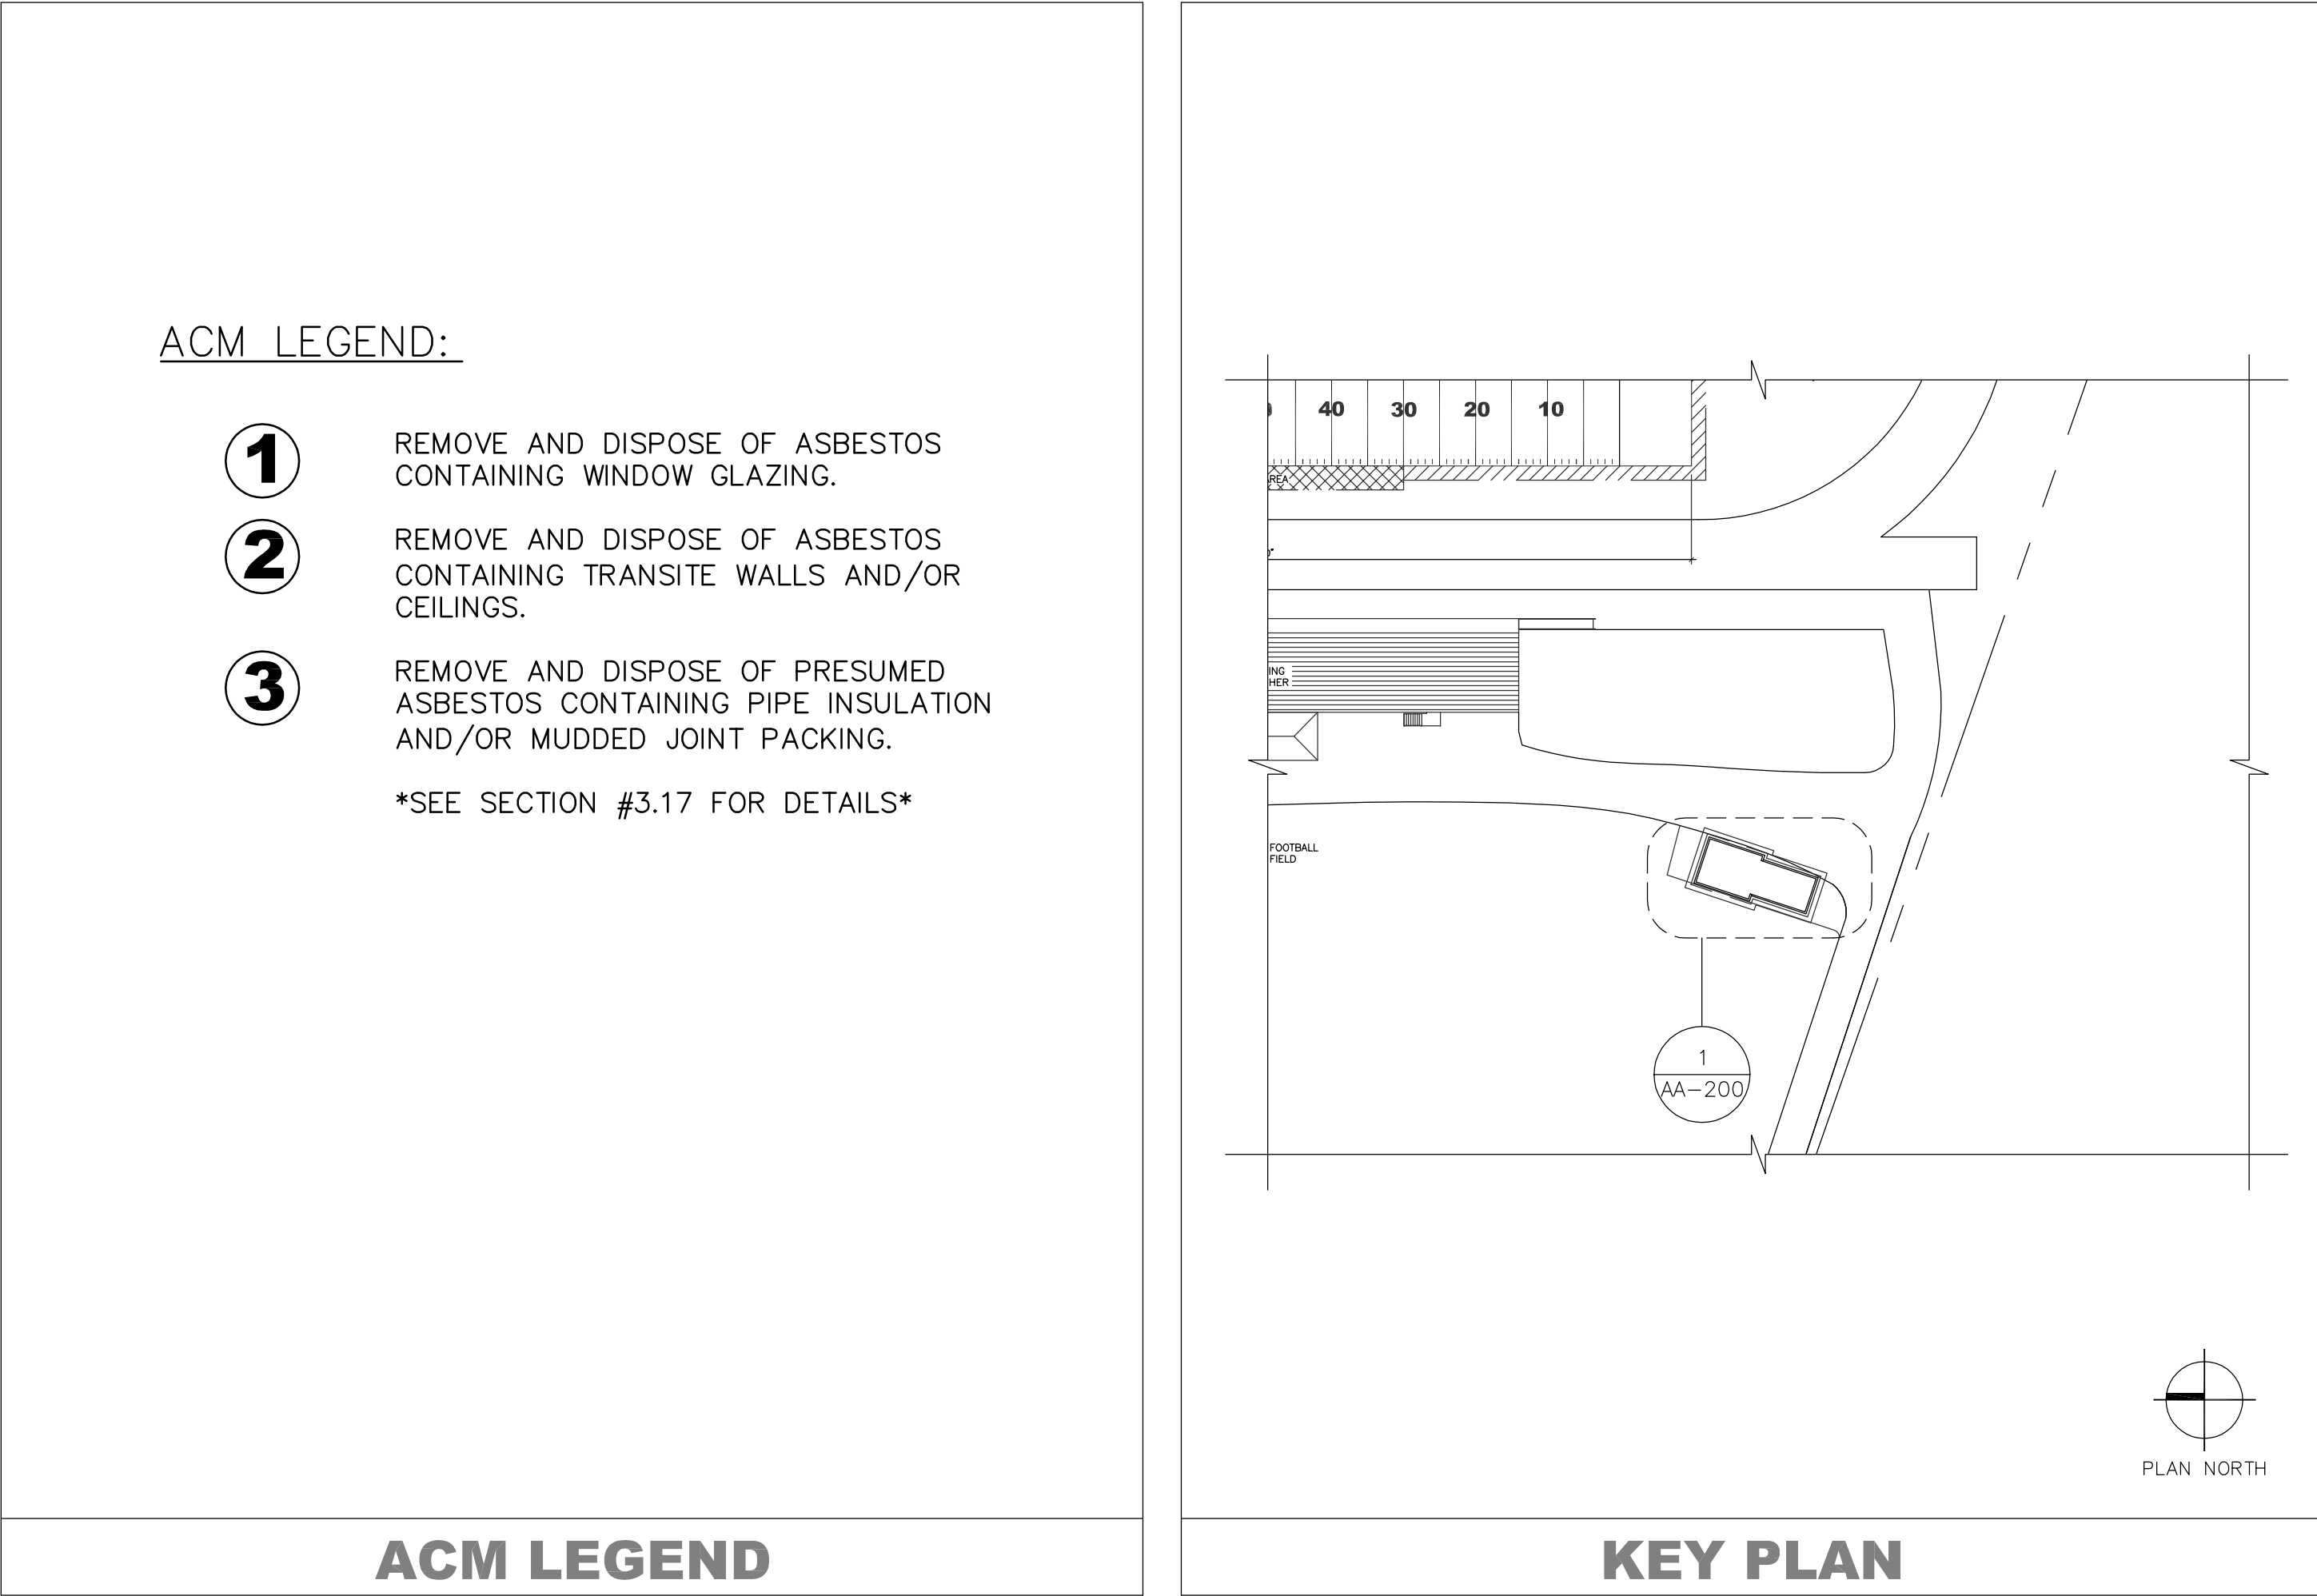 ACM LEGEND:
1
REMOVE AND DISPOSE OF ASBESTOS
CONTAINING WINDOW GLAZING.
2
REMOVE AND DISPOSE OF ASBESTOS
CONTAINING TRANSITE WALLS AND/OR
CEILINGS.
3
REMOVE AND DISPOSE OF PRESUMED
ASBESTOS CONTAINING PIPE INSULATION
AND/OR MUDDED JOINT PACKING.
*SEE SECTION #3.17 FOR DETAILS*
ACM LEGEND
40 30 20 10
REA
ING
HER
FOOTBALL
FIELD
1
AA-200
PLAN NORTH
KEY PLAN